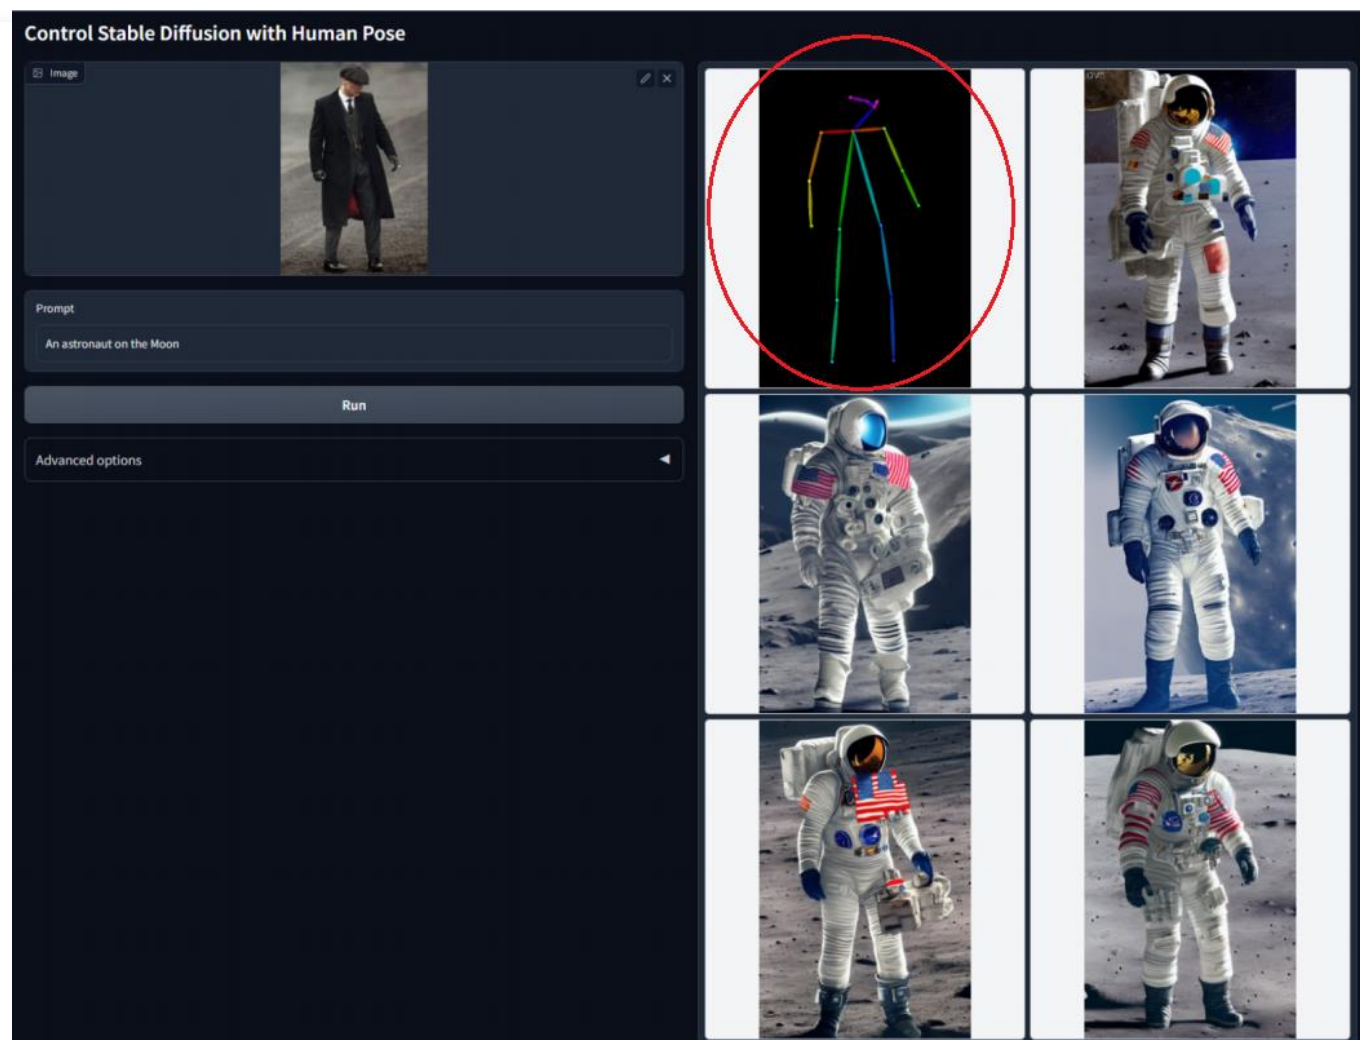 Control Stable Diffusion with Human Pose
Image
Prompt
An astronaut on the Moon
Run
Advanced options